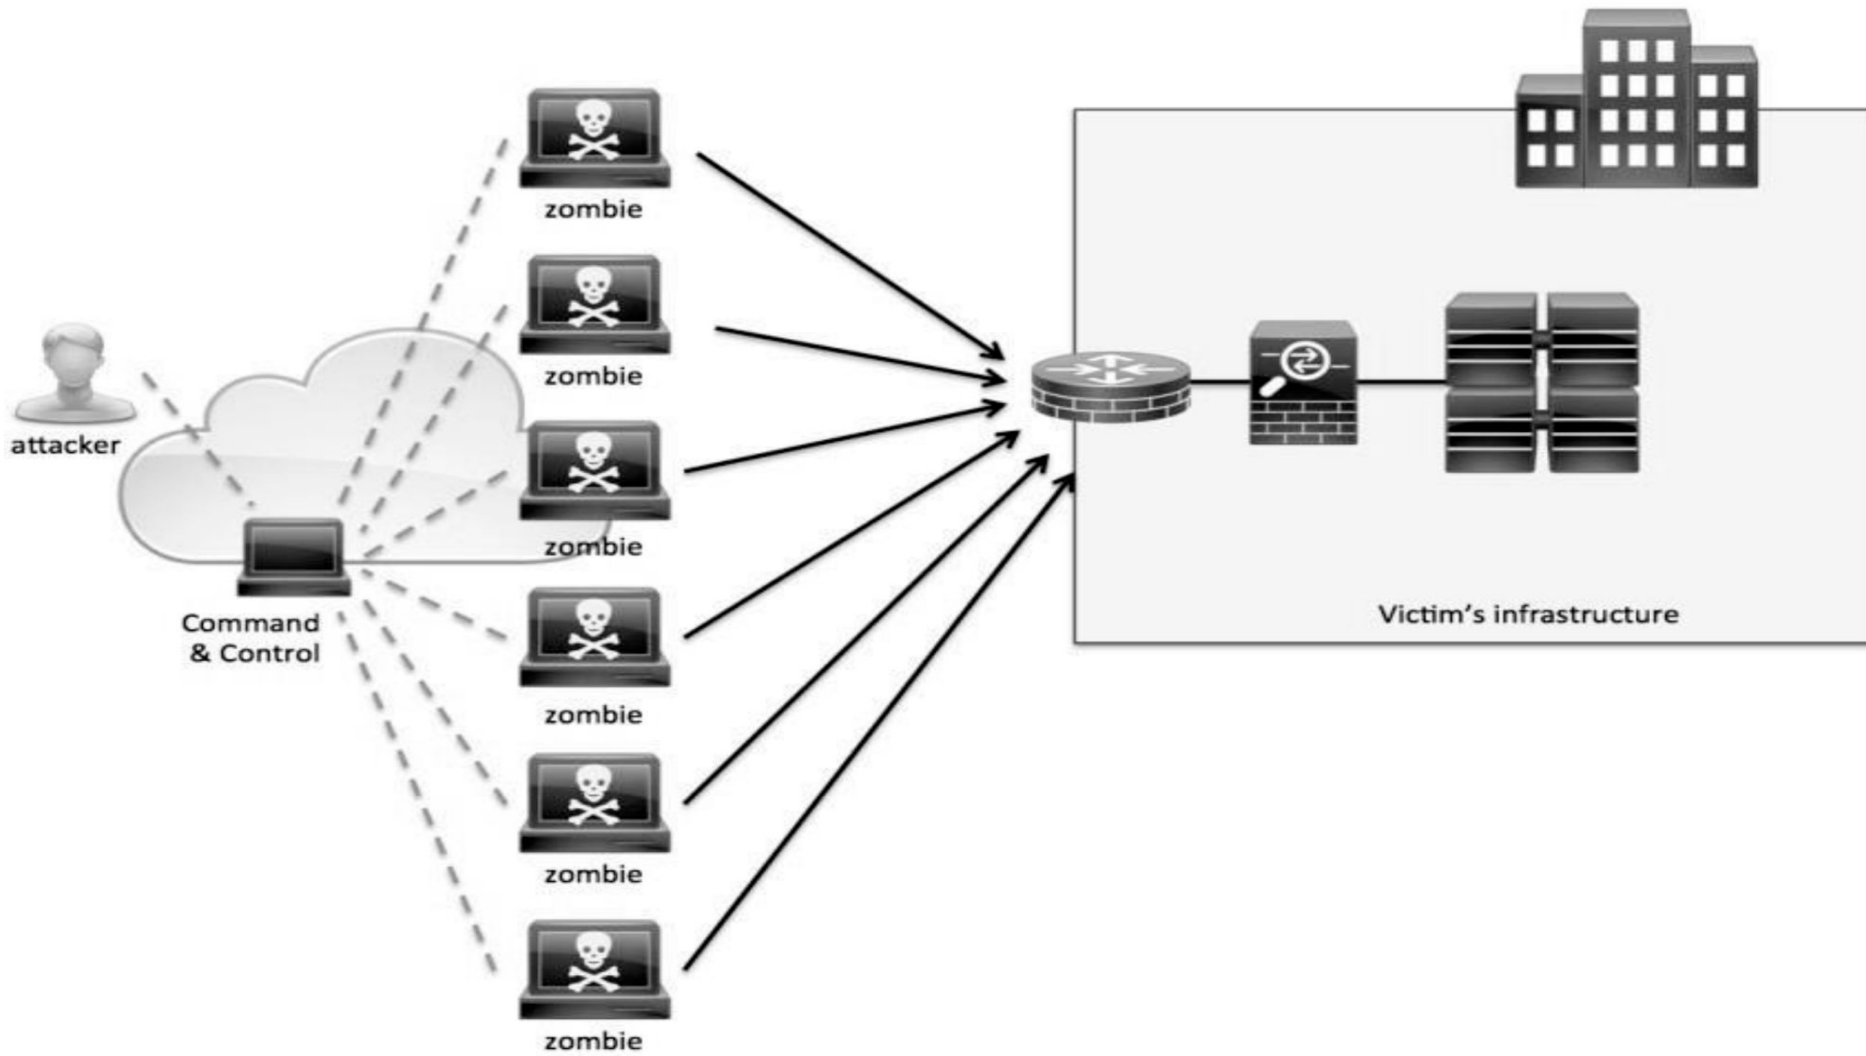 zombie
zombie
attacker
zombie
Command
& Control
Victim's infrastructure
zombie
zombie
zombie